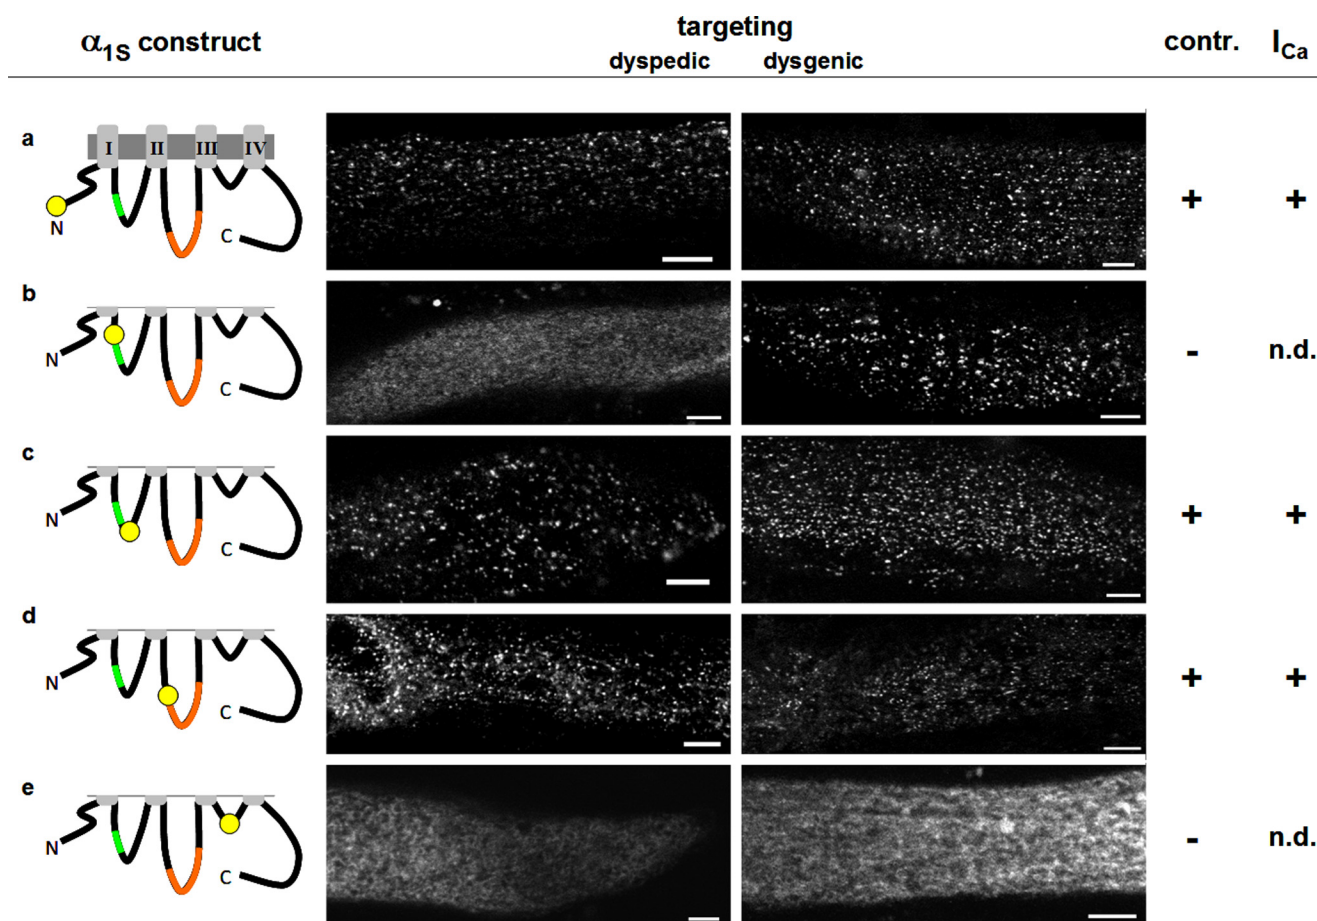 α1S construct
targeting
dyspedic dysgenic
contr. ICa
a
I II III IV
N
C
+ +
b
N
C
- n.d.
c
N
C
+ +
d
N
C
+ +
e
N
C
- n.d.